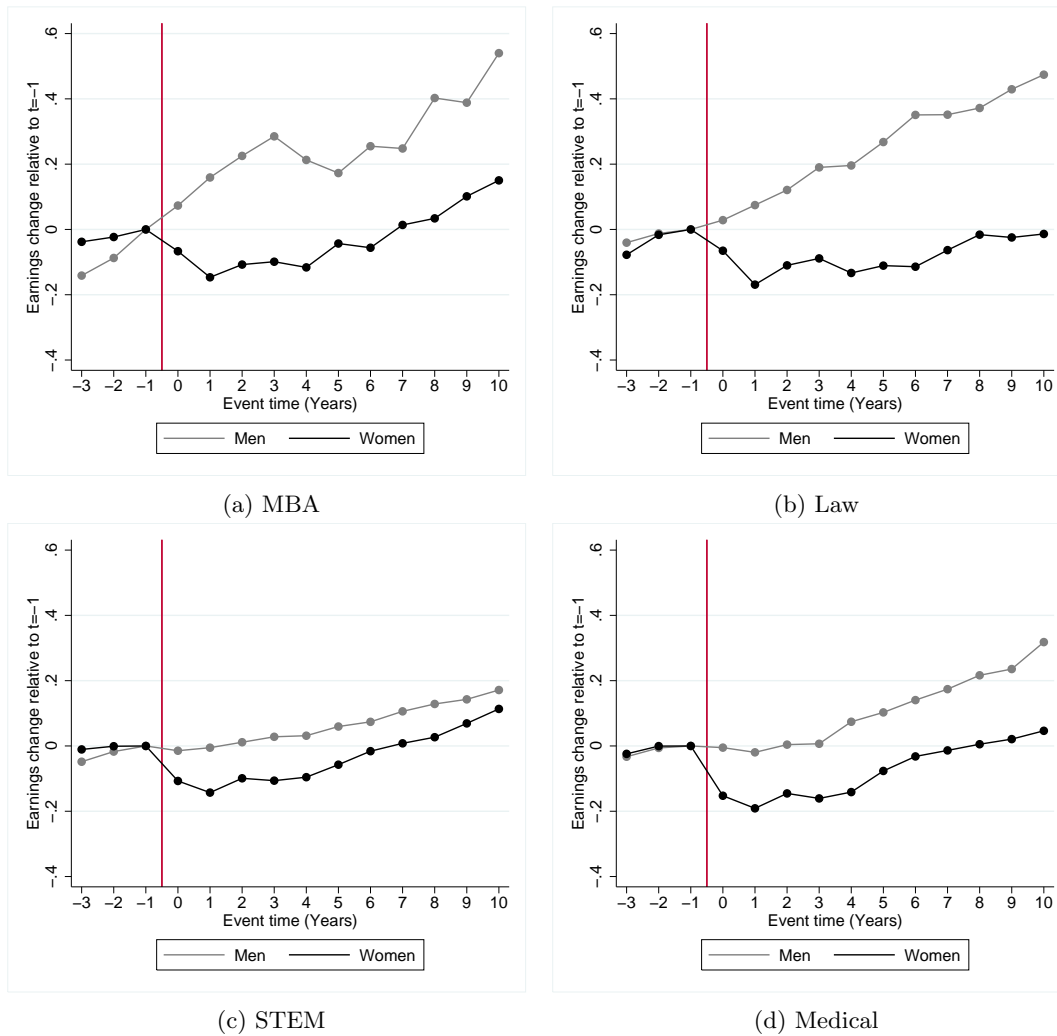 Earnings change relative to t=−1
.6
.4
.2
0
−.2
−.4
−3 −2 −1 0 1 2 3 4 5 6 7 8 9 10
Event time (Years)
Men Women
(a) MBA
Earnings change relative to t=−1
.6
.4
.2
0
−.2
−.4
−3 −2 −1 0 1 2 3 4 5 6 7 8 9 10
Event time (Years)
Men Women
(b) Law
Earnings change relative to t=−1
.6
.4
.2
0
−.2
−.4
−3 −2 −1 0 1 2 3 4 5 6 7 8 9 10
Event time (Years)
Men Women
(c) STEM
Earnings change relative to t=−1
.6
.4
.2
0
−.2
−.4
−3 −2 −1 0 1 2 3 4 5 6 7 8 9 10
Event time (Years)
Men Women
(d) Medical